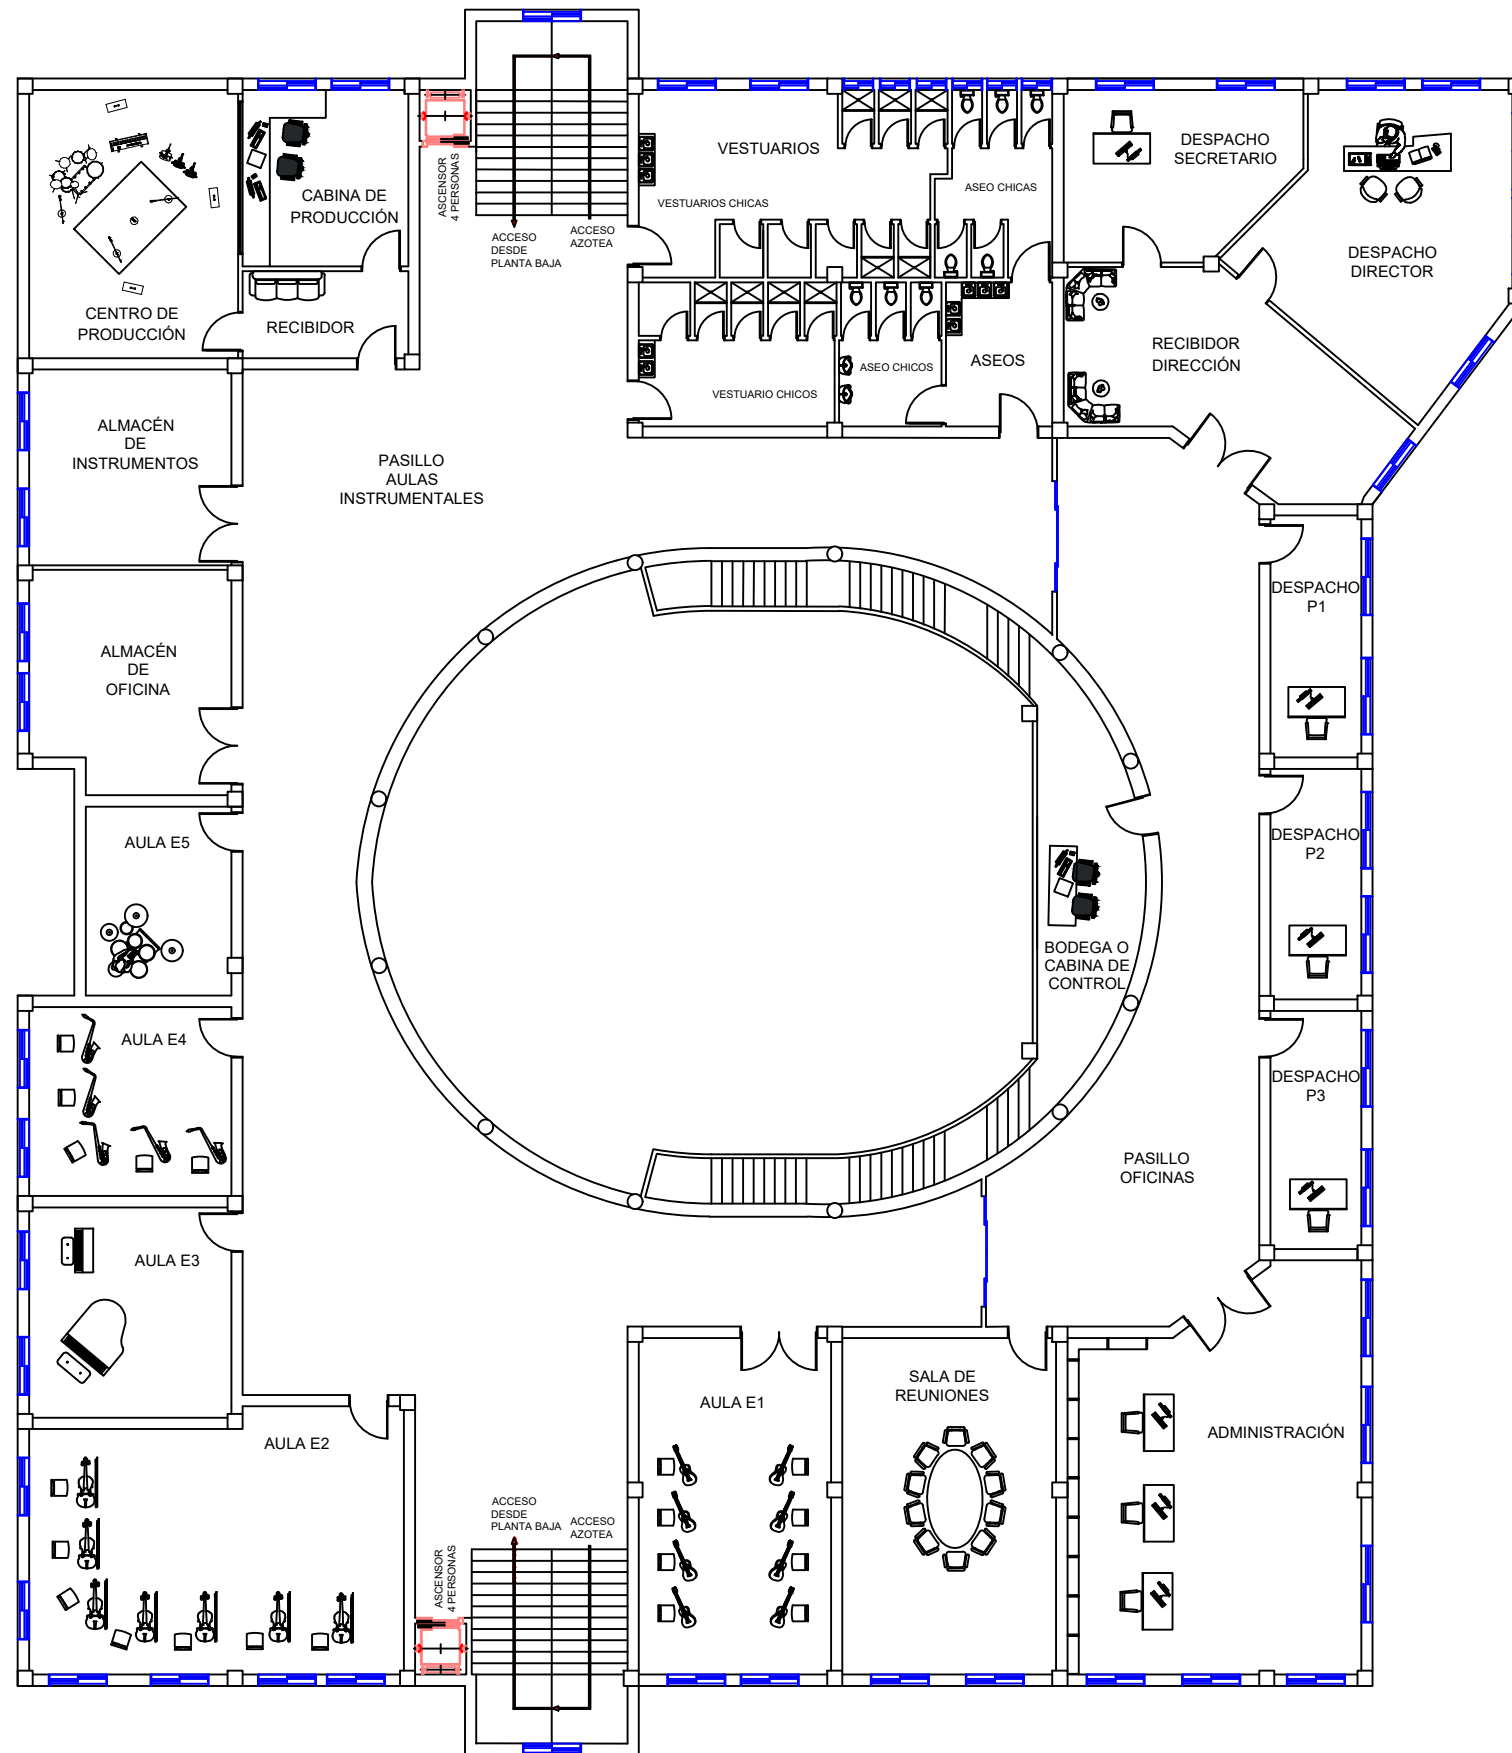 VESTUARIOS
DESPACHO
SECRETARIO
ASCENSOR
4 PERSONAS
CABINA DE
PRODUCCIÓN
VESTUARIOS CHICAS
ASEO CHICAS
ACCESO
DESDE
PLANTA BAJA
ACCESO
AZOTEA
DESPACHO
DIRECTOR
CENTRO DE
PRODUCCIÓN
RECIBIDOR
RECIBIDOR
DIRECCIÓN
ASEO CHICOS
ASEOS
VESTUARIO CHICOS
ALMACÉN
DE
INSTRUMENTOS
PASILLO
AULAS
INSTRUMENTALES
DESPACHO
P1
ALMACÉN
DE
OFICINA
AULA E5
DESPACHO
P2
BODEGA O
CABINA DE
CONTROL
AULA E4
DESPACHO
P3
PASILLO
OFICINAS
AULA E3
SALA DE
REUNIONES
AULA E1
ADMINISTRACIÓN
AULA E2
ACCESO
DESDE
PLANTA BAJA
ACCESO
AZOTEA
ASCENSOR
4 PERSONAS